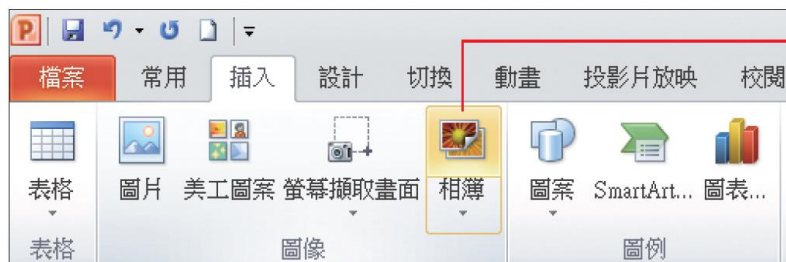 檔案 常用 插入 設計 切換 動畫 投影片放映 校閱
表格 圖片 美工圖案 螢幕擷取畫面 相簿 圖案 SmartArt... 圖表...
表格 圖像 圖例